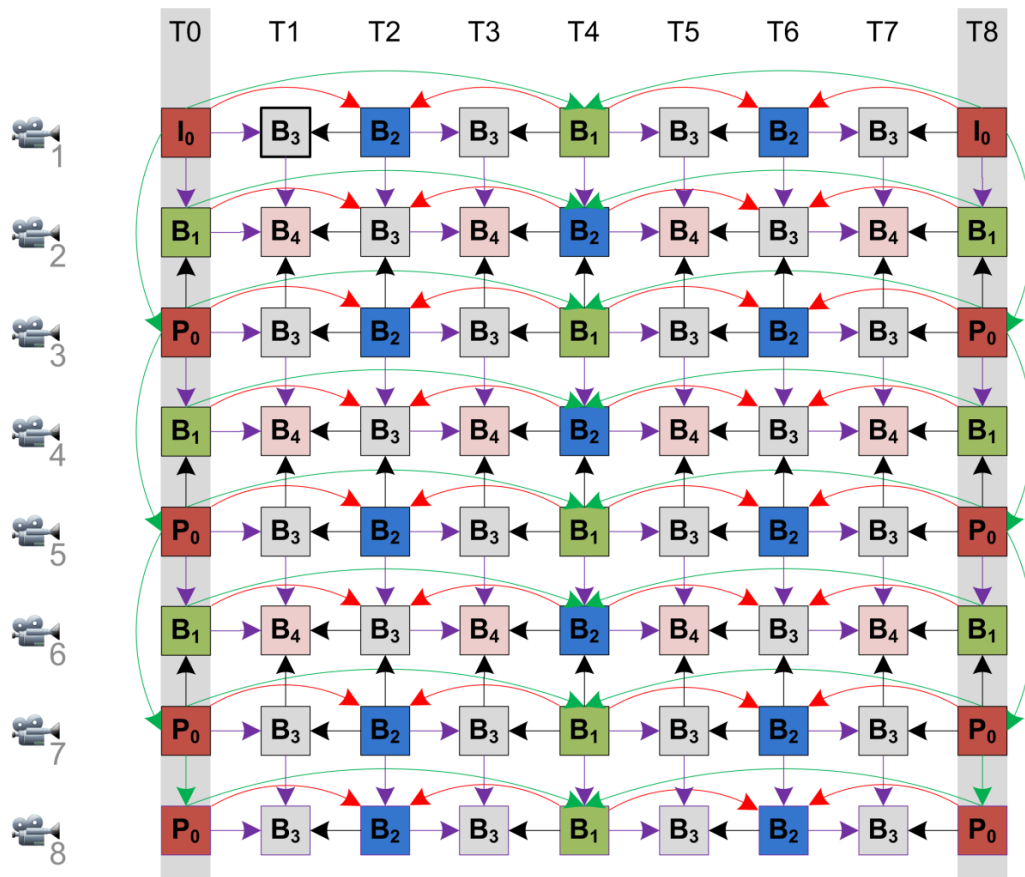 T0 T1 T2 T3 T4 T5 T6 T7 T8
I₀ B₃ B₂ B₃ B₁ B₃ B₂ B₃ I₀
1
B₁ B₄ B₃ B₄ B₂ B₄ B₃ B₄ B₁
2
P₀ B₃ B₂ B₃ B₁ B₃ B₂ B₃ P₀
3
B₁ B₄ B₃ B₄ B₂ B₄ B₃ B₄ B₁
4
P₀ B₃ B₂ B₃ B₁ B₃ B₂ B₃ P₀
5
B₁ B₄ B₃ B₄ B₂ B₄ B₃ B₄ B₁
6
P₀ B₃ B₂ B₃ B₁ B₃ B₂ B₃ P₀
7
P₀ B₃ B₂ B₃ B₁ B₃ B₂ B₃ P₀
8